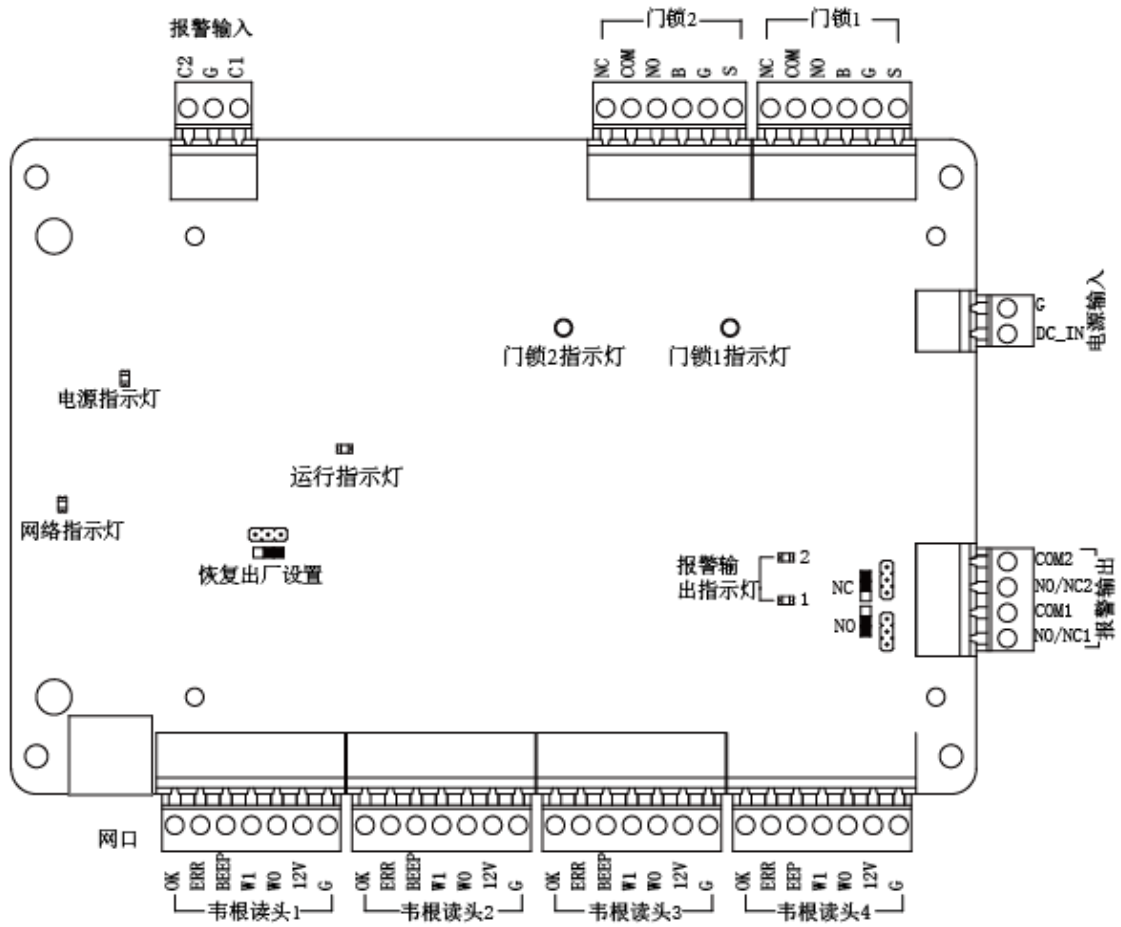 报警输入
C2 G C1
门锁2
NC COM NO B G S
门锁1
NC COM NO B G S
G
DC_IN
电源输入
门锁2指示灯
门锁1指示灯
电源指示灯
运行指示灯
网络指示灯
恢复出厂设置
报警输
出指示灯
2
1
NC
NO
COM2
NO/NC2
COM1
NO/NC1
报警输出
网口
OK ERR BEEP W1 W0 12V G
韦根读头1
OK ERR BEEP W1 W0 12V G
韦根读头2
OK ERR BEEP W1 W0 12V G
韦根读头3
OK ERR EEP W1 W0 12V G
韦根读头4